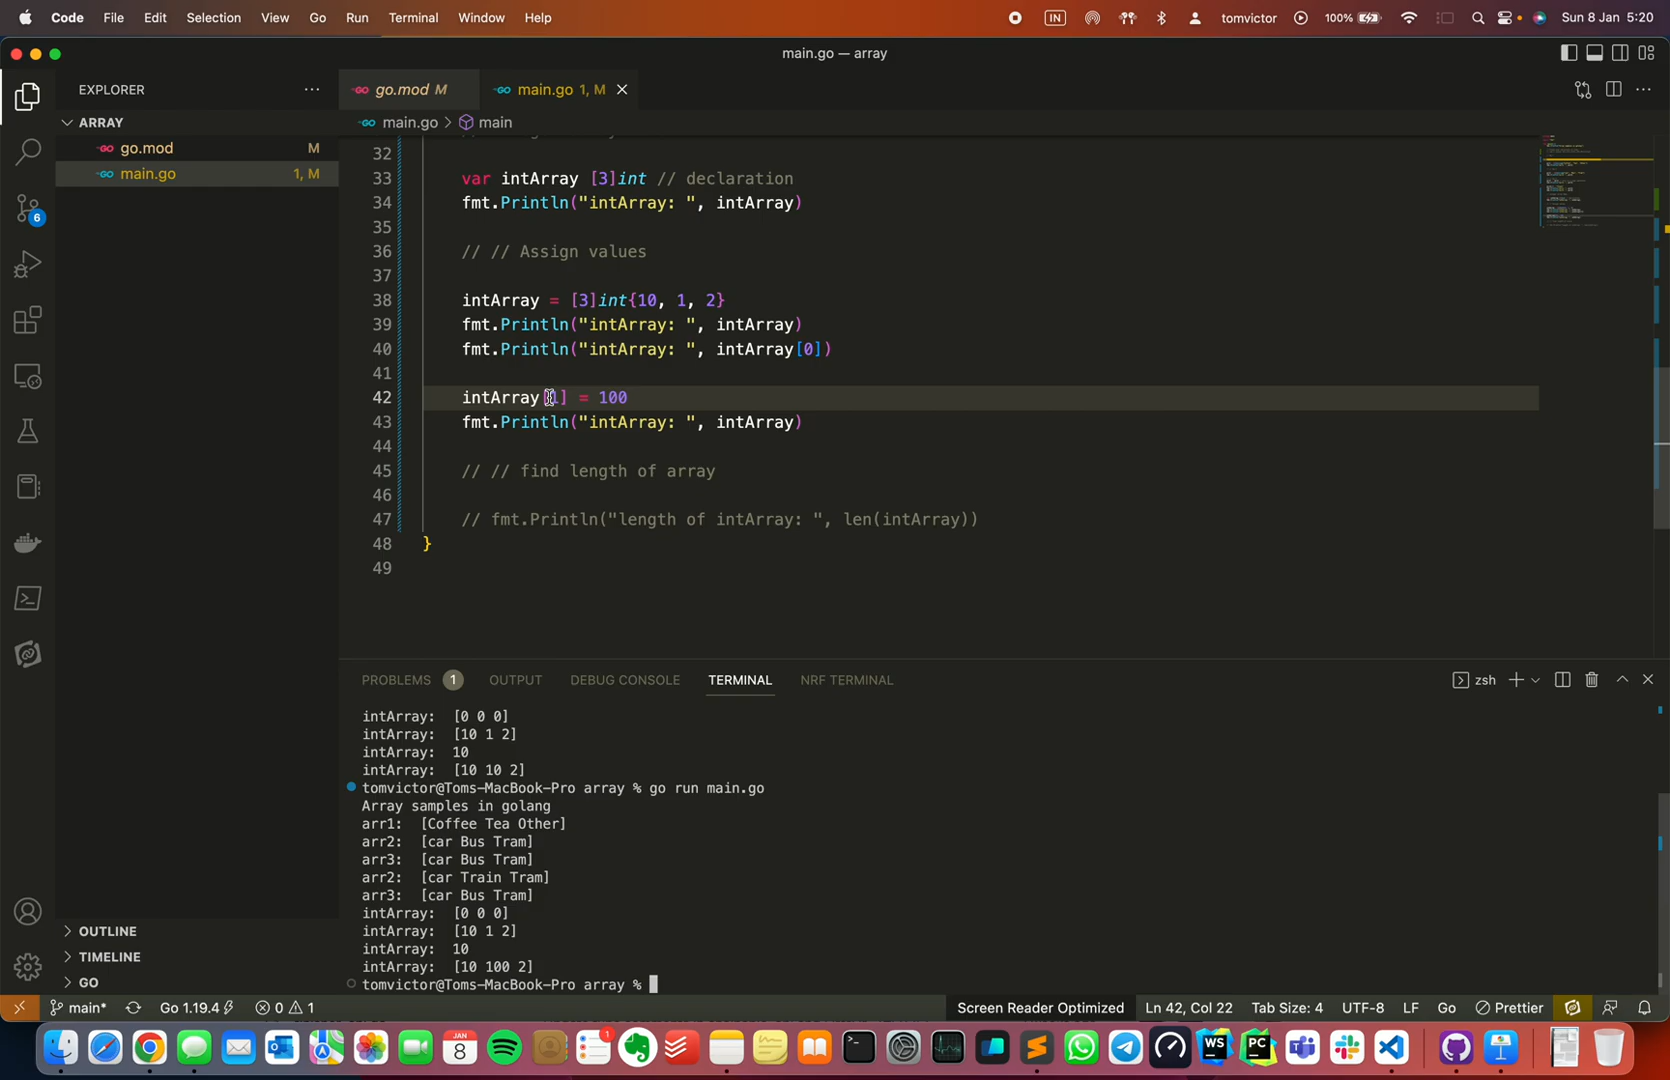 Code File Edit Selection View Go Run Terminal Window Help IN tomvictor 100% Sun 8 Jan 5:20
main.go — array
EXPLORER
go.mod M
main.go 1, M
ARRAY
main.go > main
go.mod M
main.go 1, M
32
33 var intArray [3]int // declaration
34 fmt.Println("intArray: ", intArray)
35
36 // // Assign values
37
38 intArray = [3]int{10, 1, 2}
39 fmt.Println("intArray: ", intArray)
40 fmt.Println("intArray: ", intArray[0])
41
42 intArray[1] = 100
43 fmt.Println("intArray: ", intArray)
44
45 // // find length of array
46
47 // fmt.Println("length of intArray: ", len(intArray))
48 }
49
6
PROBLEMS 1 OUTPUT DEBUG CONSOLE TERMINAL NRF TERMINAL zsh
intArray:  [0 0 0]
intArray:  [10 1 2]
intArray:  10
intArray:  [10 10 2]
tomvictor@Toms-MacBook-Pro array % go run main.go
Array samples in golang
arr1:  [Coffee Tea Other]
arr2:  [car Bus Tram]
arr3:  [car Bus Tram]
arr2:  [car Train Tram]
arr3:  [car Bus Tram]
intArray:  [0 0 0]
intArray:  [10 1 2]
intArray:  10
intArray:  [10 100 2]
tomvictor@Toms-MacBook-Pro array %
OUTLINE
TIMELINE
GO
main* Go 1.19.4 0 1 Screen Reader Optimized Ln 42, Col 22 Tab Size: 4 UTF-8 LF Go Prettier
JAN
8
1
WS
PC